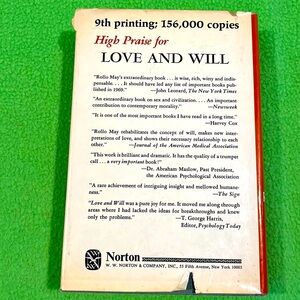 9th printing; 156,000 copies
High Praise for
LOVE AND WILL
"Rollo May's extraordinary book . . . is wise, rich, witty and indis-
pensable. . . . It should have led any list of important books pub-
lished in 1969." —John Leonard, The New York Times
"An extraordinary book on sex and civilization. . . . An important
contribution to contemporary morality." —Newsweek
"It is one of the most important books I have read in a long time."
—Harvey Cox
"Rollo May rehabilitates the concept of will, makes new inter-
pretations of love, and shows their necessary relationship to each
other." —Journal of the American Medical Association
"This work is brilliant and dramatic. It has the quality of a trumpet
call . . . a very important book!"
—Dr. Abraham Maslow, Past President,
the American Psychological Association
"A rare achievement of intriguing insight and mellowed humane-
ness." —The Sign
"Love and Will was a pure joy for me. It moved me along through
areas where I had lacked the ideas for breakthroughs and knew
only the problems." —T. George Harris,
Editor, Psychology Today
Norton
W. W. NORTON & COMPANY, INC., 55 Fifth Avenue, New York 10003